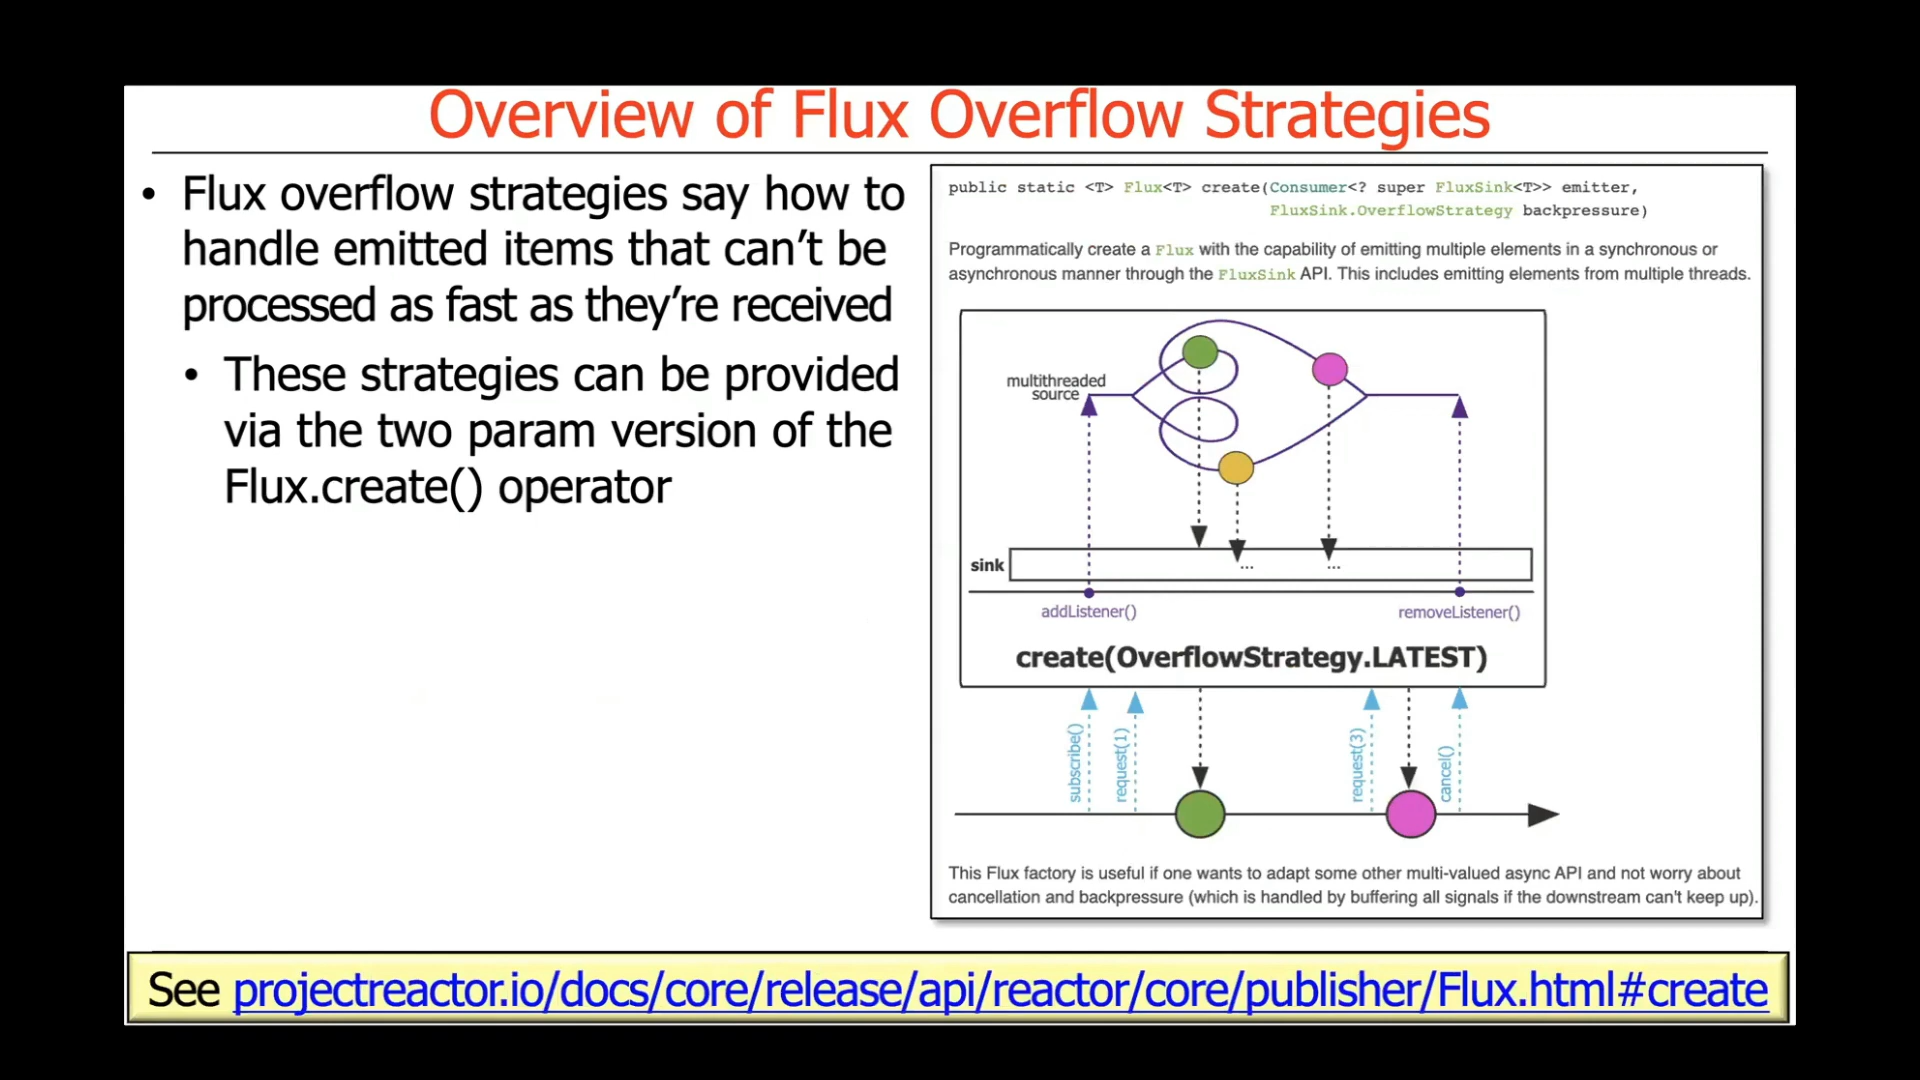 Overview of Flux Overflow Strategies
• Flux overflow strategies say how to
handle emitted items that can’t be
processed as fast as they’re received
• These strategies can be provided
via the two param version of the
Flux.create() operator
public static <T> Flux<T> create(Consumer<? super FluxSink<T>> emitter,
FluxSink.OverflowStrategy backpressure)
Programmatically create a Flux with the capability of emitting multiple elements in a synchronous or
asynchronous manner through the FluxSink API. This includes emitting elements from multiple threads.
multithreaded
source
sink
... ...
addListener() removeListener()
create(OverflowStrategy.LATEST)
subscribe()
request(1)
request(3)
cancel()
This Flux factory is useful if one wants to adapt some other multi-valued async API and not worry about
cancellation and backpressure (which is handled by buffering all signals if the downstream can't keep up).
See projectreactor.io/docs/core/release/api/reactor/core/publisher/Flux.html#create